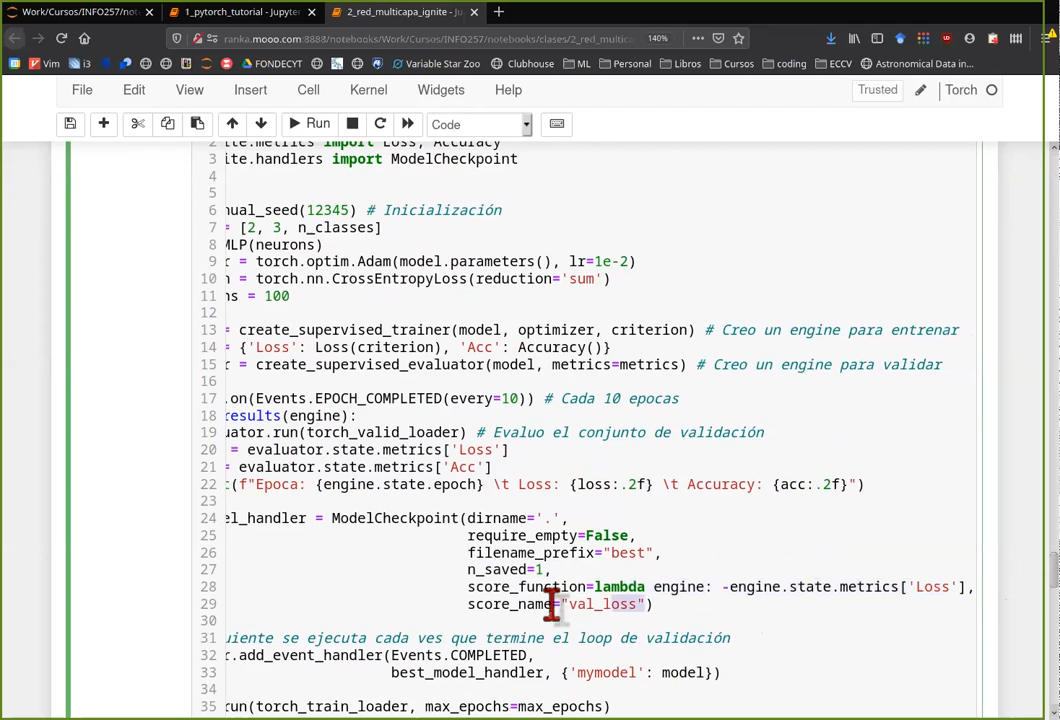 Work/Cursos/INFO257/not
1_pytorch_tutorial - Jupyter
2_red_multicapa_ignite - Ju
ranka.mooo.com:8888/notebooks/Work/Cursos/INFO257/notebooks/clases/2_red_multica
140%
Vim
i3
FONDECYT
Variable Star Zoo
Clubhouse
ML
Personal
Libros
Cursos
coding
ECCV
Astronomical Data in...
File Edit View Insert Cell Kernel Widgets Help
Trusted
Torch
Run
Code
2 ite.metrics import Loss, Accuracy
3 ite.handlers import ModelCheckpoint
4
5
6 nual_seed(12345) # Inicialización
7 = [2, 3, n_classes]
8 MLP(neurons)
9 r = torch.optim.Adam(model.parameters(), lr=1e-2)
10 n = torch.nn.CrossEntropyLoss(reduction='sum')
11 ns = 100
12
13 = create_supervised_trainer(model, optimizer, criterion) # Creo un engine para entrenar
14 = {'Loss': Loss(criterion), 'Acc': Accuracy()}
15 r = create_supervised_evaluator(model, metrics=metrics) # Creo un engine para validar
16
17 .on(Events.EPOCH_COMPLETED(every=10)) # Cada 10 epocas
18 results(engine):
19 uator.run(torch_valid_loader) # Evaluo el conjunto de validación
20 = evaluator.state.metrics['Loss']
21 = evaluator.state.metrics['Acc']
22 t(f"Epoca: {engine.state.epoch} \t Loss: {loss:.2f} \t Accuracy: {acc:.2f}")
23
24 el_handler = ModelCheckpoint(dirname='.',
25 require_empty=False,
26 filename_prefix="best",
27 n_saved=1,
28 score_function=lambda engine: -engine.state.metrics['Loss'],
29 score_name="val_loss")
30
31 uiente se ejecuta cada ves que termine el loop de validación
32 r.add_event_handler(Events.COMPLETED,
33 best_model_handler, {'mymodel': model})
34
35 run(torch_train_loader, max_epochs=max_epochs)